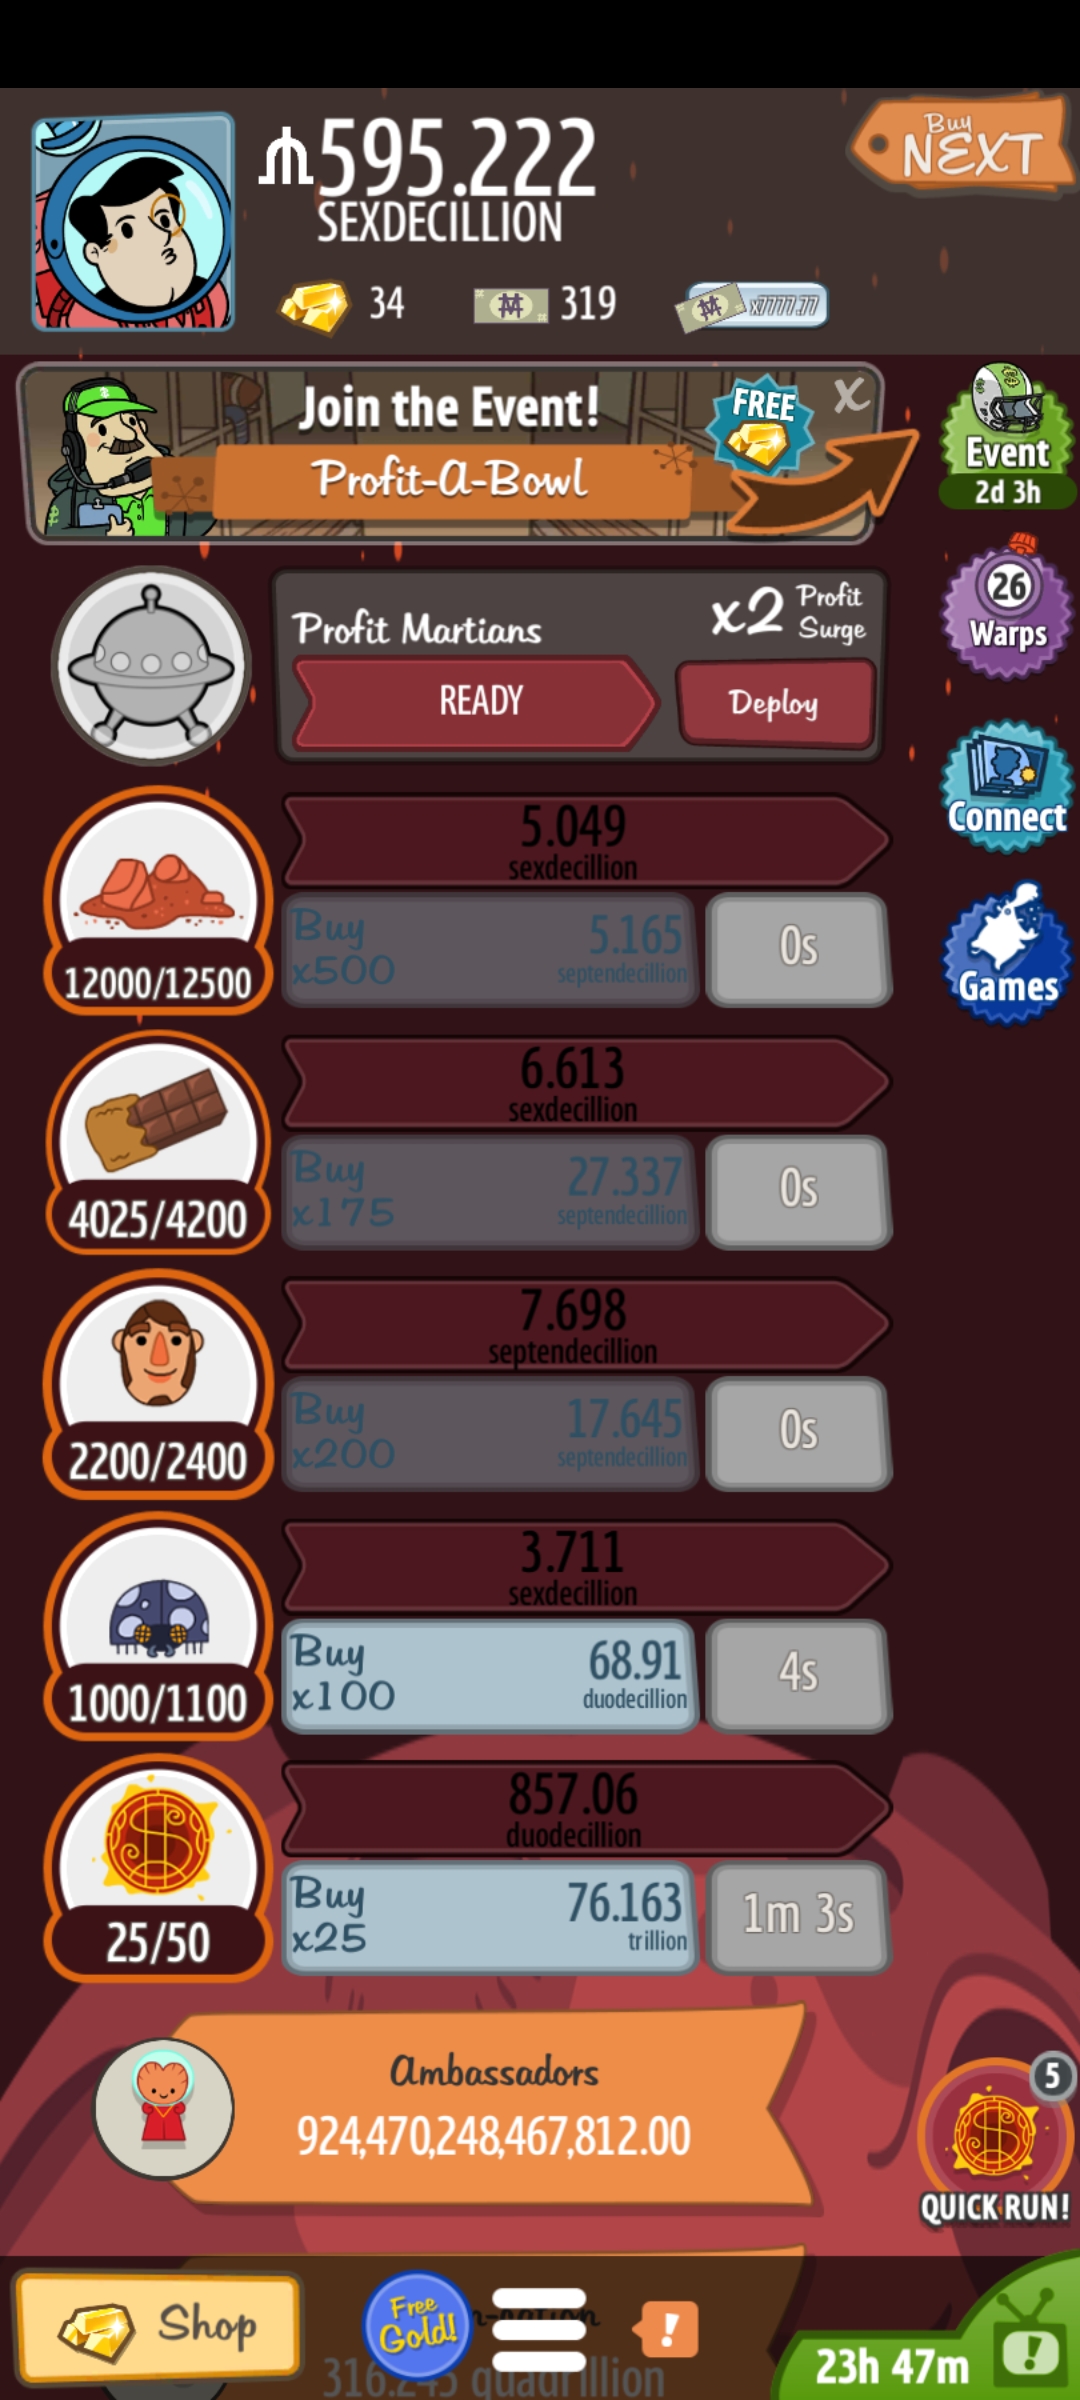 595.222
SEXDECILLION
Buy
NEXT
34
319
x7777.77
Join the Event!
FREE
X
Profit-A-Bowl
Event
2d 3h
Profit Martians
x2 Profit Surge
READY
Deploy
26
Warps
Connect
Games
5.049
sexdecillion
12000/12500
Buy
x500
5.165
septendecillion
0s
6.613
sexdecillion
4025/4200
Buy
x175
27.337
septendecillion
0s
7.698
septendecillion
2200/2400
Buy
x200
17.645
septendecillion
0s
3.711
sexdecillion
1000/1100
Buy
x100
68.91
duodecillion
4s
857.06
duodecillion
25/50
Buy
x25
76.163
trillion
1m 3s
Ambassadors
924,470,248,467,812.00
5
QUICK RUN!
Shop
Free
Gold!
!
316.245 quadrillion
23h 47m
!